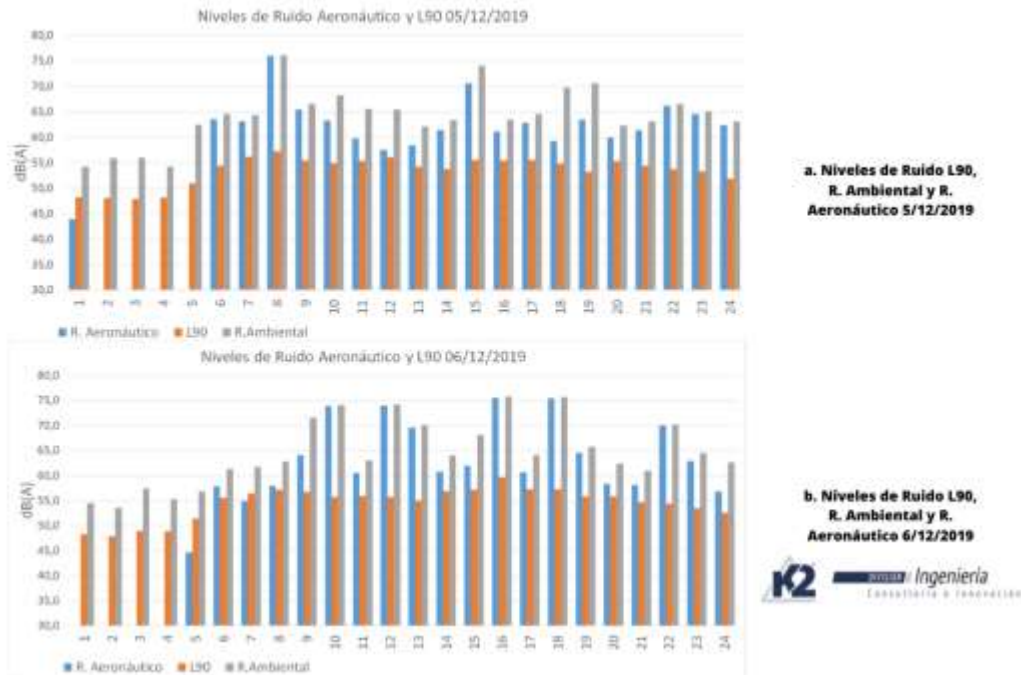 Niveles de Ruido Aeronáutico y L90 05/12/2019
80,0
75,0
70,0
65,0
60,0
55,0
50,0
45,0
40,0
35,0
30,0
dB(A)
1 2 3 4 5 6 7 8 9 10 11 12 13 14 15 16 17 18 19 20 21 22 23 24
R. Aeronáutico L90 R.Ambiental
a. Niveles de Ruido L90,
R. Ambiental y R.
Aeronáutico 5/12/2019
Niveles de Ruido Aeronáutico y L90 06/12/2019
80,0
75,0
70,0
65,0
60,0
55,0
50,0
45,0
40,0
35,0
30,0
dB(A)
1 2 3 4 5 6 7 8 9 10 11 12 13 14 15 16 17 18 19 20 21 22 23 24
R. Aeronáutico L90 R.Ambiental
b. Niveles de Ruido L90,
R. Ambiental y R.
Aeronáutico 6/12/2019
K2
Ingeniería
Consultoría e innovación